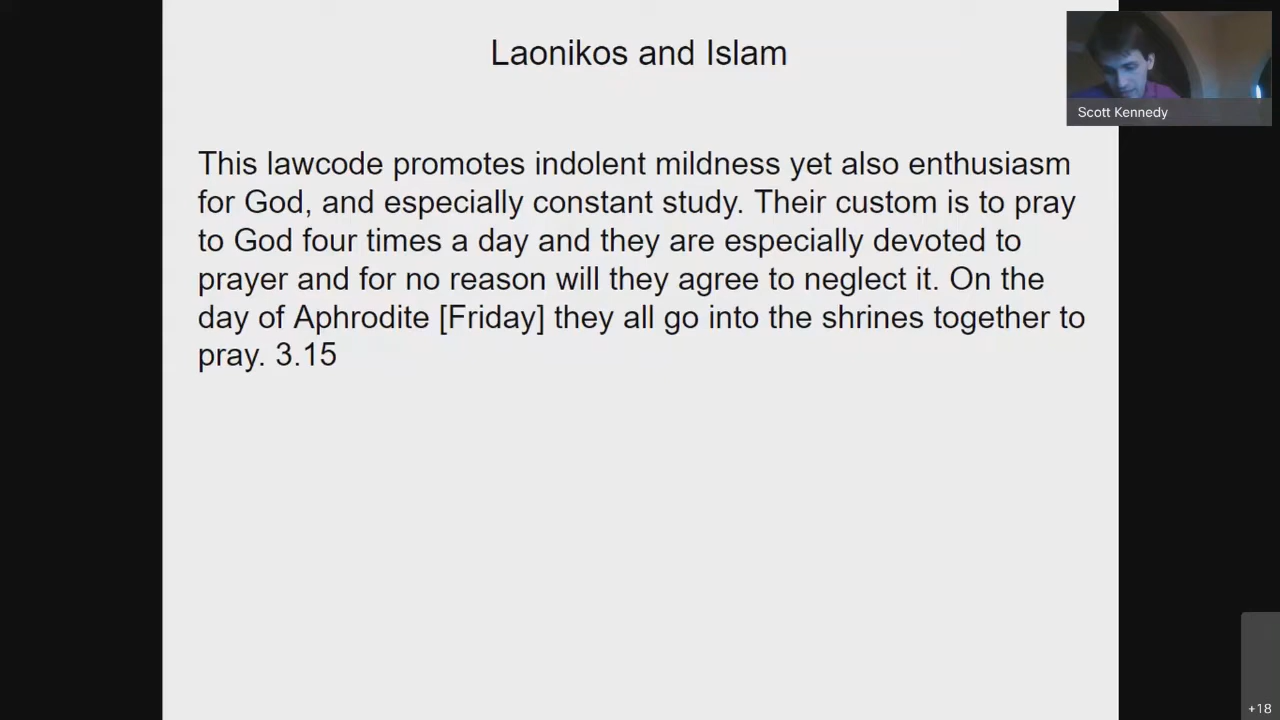 Laonikos and Islam
Scott Kennedy
This lawcode promotes indolent mildness yet also enthusiasm
for God, and especially constant study. Their custom is to pray
to God four times a day and they are especially devoted to
prayer and for no reason will they agree to neglect it. On the
day of Aphrodite [Friday] they all go into the shrines together to
pray. 3.15
+18